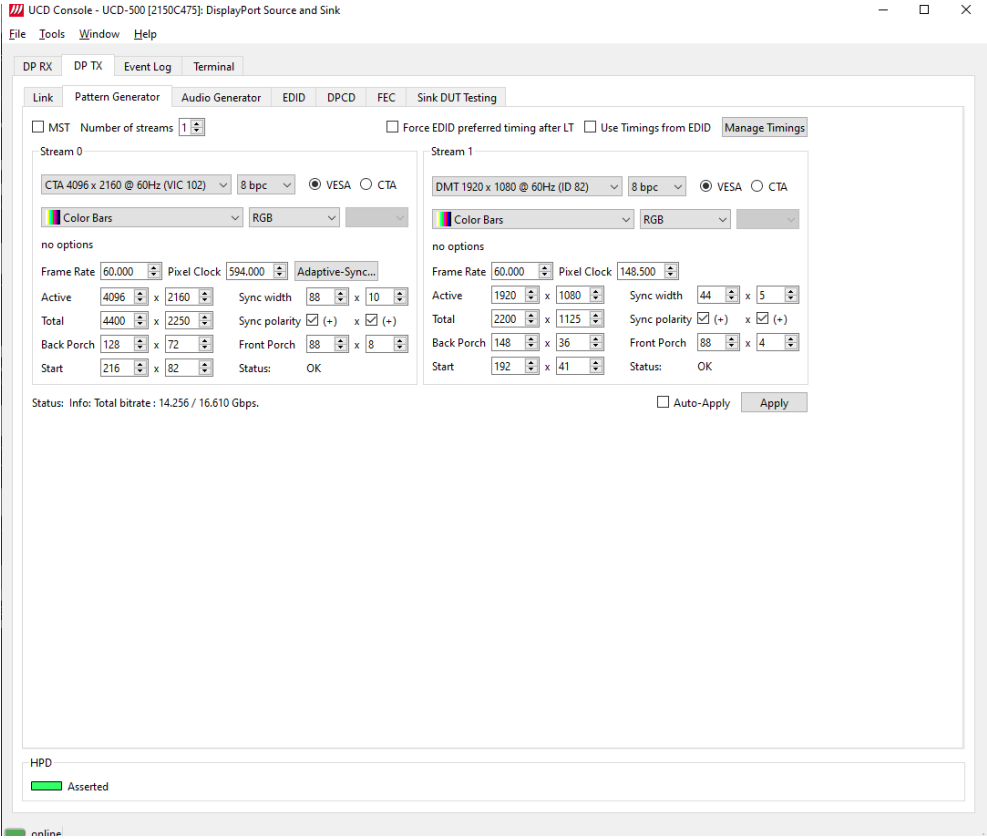 UCD Console - UCD-500 [2150C475]: DisplayPort Source and Sink
File Tools Window Help
DP RX DP TX Event Log Terminal
Link Pattern Generator Audio Generator EDID DPCD FEC Sink DUT Testing
MST Number of streams 1 Force EDID preferred timing after LT Use Timings from EDID Manage Timings
Stream 0
CTA 4096 x 2160 @ 60Hz (VIC 102) 8 bpc VESA CTA
Color Bars RGB
no options
Frame Rate 60.000 Pixel Clock 594.000 Adaptive-Sync...
Active 4096 x 2160 Sync width 88 x 10
Total 4400 x 2250 Sync polarity (+) x (+)
Back Porch 128 x 72 Front Porch 88 x 8
Start 216 x 82 Status: OK
Stream 1
DMT 1920 x 1080 @ 60Hz (ID 82) 8 bpc VESA CTA
Color Bars RGB
no options
Frame Rate 60.000 Pixel Clock 148.500
Active 1920 x 1080 Sync width 44 x 5
Total 2200 x 1125 Sync polarity (+) x (+)
Back Porch 148 x 36 Front Porch 88 x 4
Start 192 x 41 Status: OK
Status: Info: Total bitrate : 14.256 / 16.610 Gbps. Auto-Apply Apply
HPD
Asserted
online